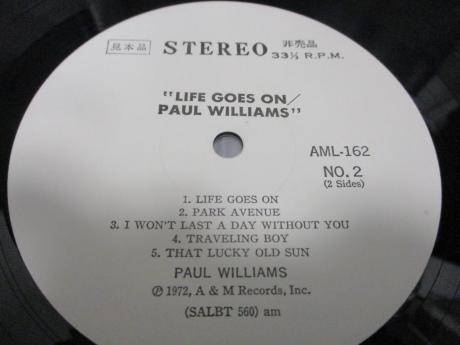 見本品 STEREO 非売品
33⅓ R.P.M.
"LIFE GOES ON/
PAUL WILLIAMS"
AML-162
NO. 2
(2 Sides)
1. LIFE GOES ON
2. PARK AVENUE
3. I WON'T LAST A DAY WITHOUT YOU
4. TRAVELING BOY
5. THAT LUCKY OLD SUN
PAUL WILLIAMS
Ⓟ 1972, A & M Records, Inc.
(SALBT 560) am